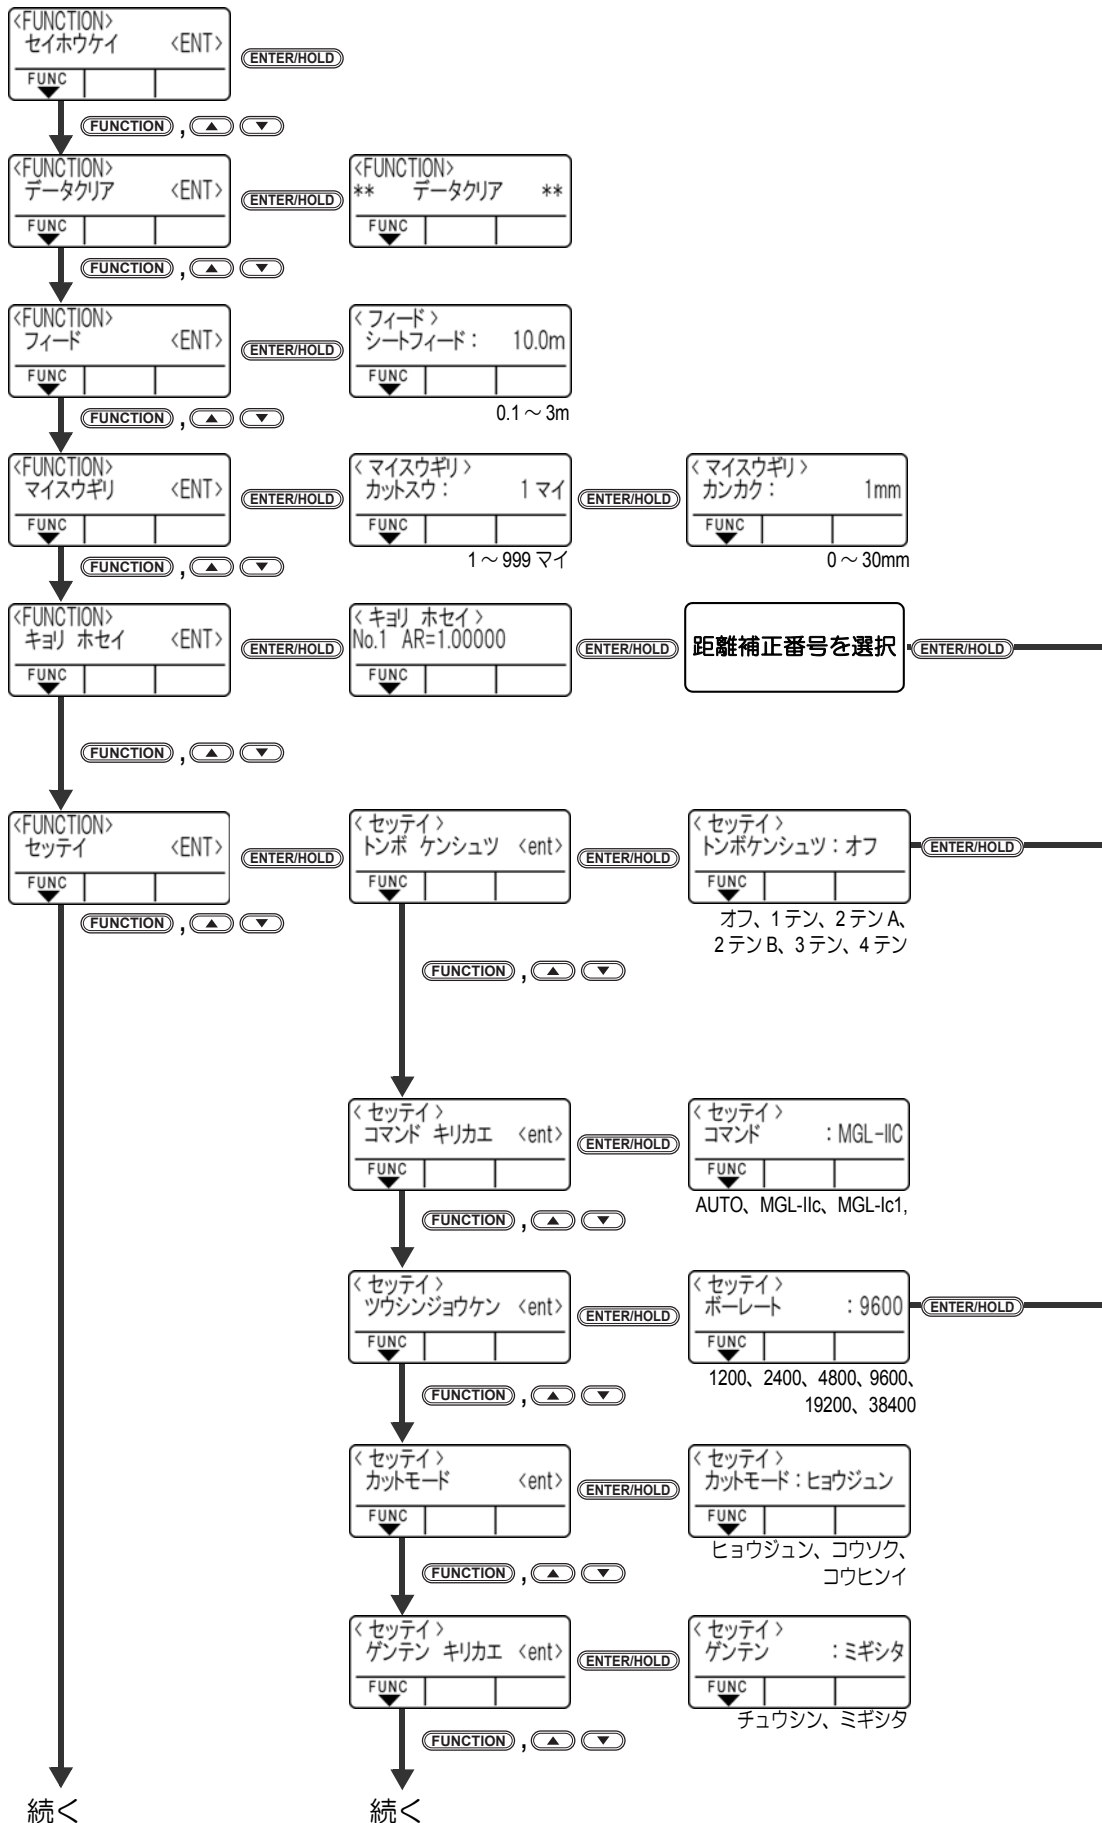 <FUNCTION>
セイホウケイ <ENT>
FUNC
ENTER/HOLD
FUNCTION ,
<FUNCTION>
データクリア <ENT>
FUNC
ENTER/HOLD
<FUNCTION>
** データクリア **
FUNC
FUNCTION ,
<FUNCTION>
フィード <ENT>
FUNC
ENTER/HOLD
< フィード >
シートフィード : 10.0m
FUNC
0.1 ～ 3m
FUNCTION ,
<FUNCTION>
マイスウギリ <ENT>
FUNC
ENTER/HOLD
< マイスウギリ >
カットスウ : 1 マイ
FUNC
1 ～ 999 マイ
ENTER/HOLD
< マイスウギリ >
カンカク : 1mm
FUNC
0 ～ 30mm
FUNCTION ,
<FUNCTION>
キョリ ホセイ <ENT>
FUNC
ENTER/HOLD
< キョリ ホセイ >
No.1 AR=1.00000
FUNC
ENTER/HOLD
距離補正番号を選択
ENTER/HOLD
FUNCTION ,
<FUNCTION>
セッテイ <ENT>
FUNC
ENTER/HOLD
< セッテイ >
トンボ ケンシュツ <ent>
FUNC
ENTER/HOLD
< セッテイ >
トンボケンシュツ : オフ
FUNC
オフ、1 テン、2 テン A、
2 テン B、3 テン、4 テン
ENTER/HOLD
FUNCTION ,
FUNCTION ,
< セッテイ >
コマンド キリカエ <ent>
FUNC
ENTER/HOLD
< セッテイ >
コマンド : MGL-IIC
FUNC
AUTO、MGL-IIc、MGL-Ic1,
FUNCTION ,
< セッテイ >
ツウシンジョウケン <ent>
FUNC
ENTER/HOLD
< セッテイ >
ボーレート : 9600
FUNC
1200、2400、4800、9600、
19200、38400
ENTER/HOLD
FUNCTION ,
< セッテイ >
カットモード <ent>
FUNC
ENTER/HOLD
< セッテイ >
カットモード : ヒョウジュン
FUNC
ヒョウジュン、コウソク、
コウヒンイ
FUNCTION ,
< セッテイ >
ゲンテン キリカエ <ent>
FUNC
ENTER/HOLD
< セッテイ >
ゲンテン : ミギシタ
FUNC
チュウシン、ミギシタ
FUNCTION ,
続く
続く